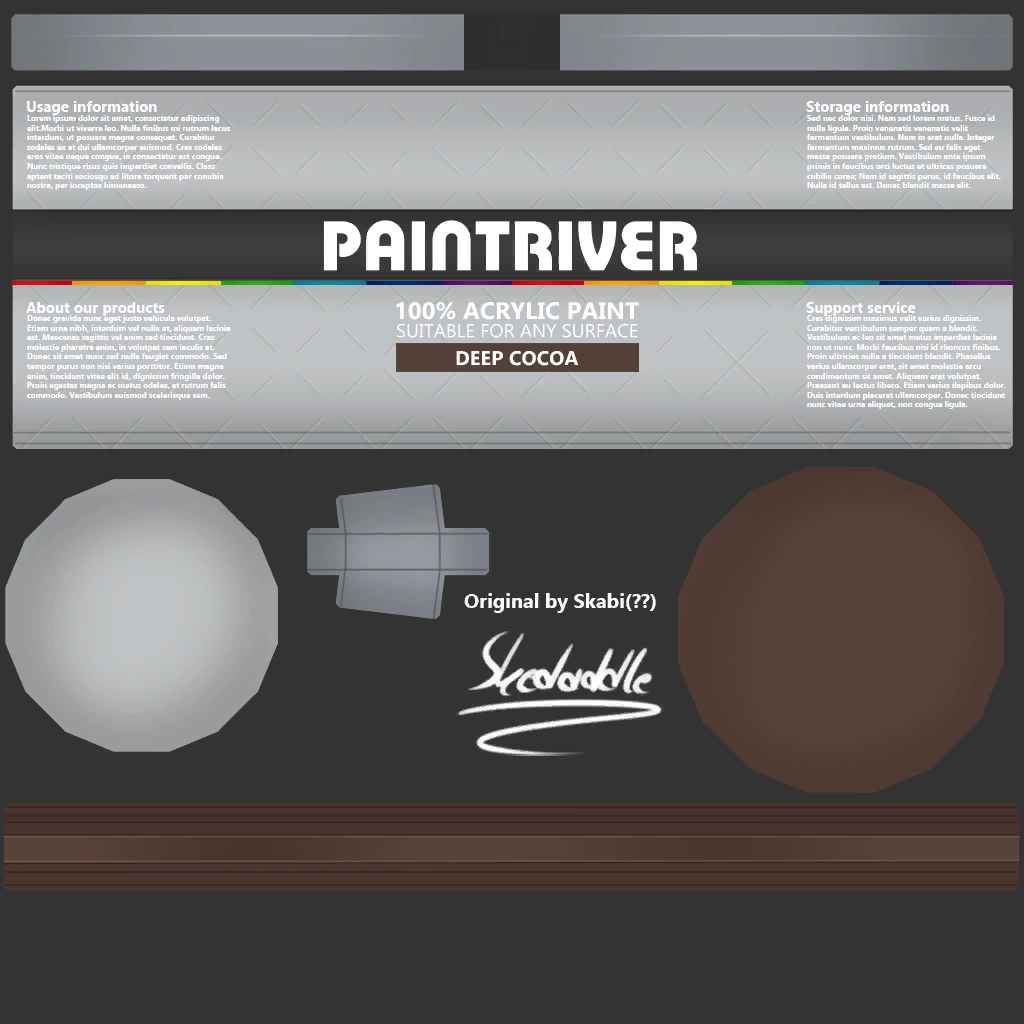 Usage information
Lorem ipsum dolor sit amet, consectetur adipiscing
elit.Morbi ut viverra leo. Nulla finibus mi rutrum lacus
interdum, ut posuere magna consequat. Curabitur
sodales ex at dui ullamcorper euismod. Cras sodales
eros vitae neque congue, in consectetur est congue.
Nunc tristique risus quis imperdiet convallis. Class
aptent taciti sociosqu ad litora torquent per conubia
nostra, per inceptos himenaeos.
Storage information
Sed nec dolor nisi. Nam sed lorem metus. Fusce id
nulla ligula. Proin venenatis venenatis velit
fermentum vestibulum. Nam in erat nulla. Integer
fermentum maximus rutrum. Sed eu felis eget
massa posuere pretium. Vestibulum ante ipsum
primis in faucibus orci luctus et ultrices posuere
cubilia curae; Nam id sagittis purus, id faucibus elit.
Nulla id tellus est. Donec blandit massa elit.
PAINTRIVER
About our products
Donec gravida nunc eget justo vehicula volutpat.
Etiam urna nibh, interdum vel nulla at, aliquam lacinia
est. Maecenas sagittis vel enim sed tincidunt. Cras
molestie pharetra enim, in volutpat sem iaculis at.
Donec sit amet nunc sed nulla feugiat commodo. Sed
tempor purus non nisi varius porttitor. Etiam magna
enim, tincidunt vitae elit id, dignissim fringilla dolor.
Proin egestas magna ac metus sodales, et rutrum felis
commodo. Vestibulum euismod scelerisque sem.
100% ACRYLIC PAINT
SUITABLE FOR ANY SURFACE
DEEP COCOA
Support service
Cras dignissim maximus velit varius dignissim.
Curabitur vestibulum semper quam a blandit.
Vestibulum ac leo sit amet metus imperdiet lacinia
non ut nunc. Morbi faucibus nisi id rhoncus finibus.
Proin ultricies nulla a tincidunt blandit. Phasellus
varius ullamcorper erat, sit amet molestie arcu
condimentum sit amet. Aliquam erat volutpat.
Praesent eu lectus libero. Etiam varius dapibus dolor.
Duis interdum placerat ullamcorper. Donec tincidunt
nunc vitae urna aliquet, non congue ligula.
Original by Skabi(??)
Skedaddle